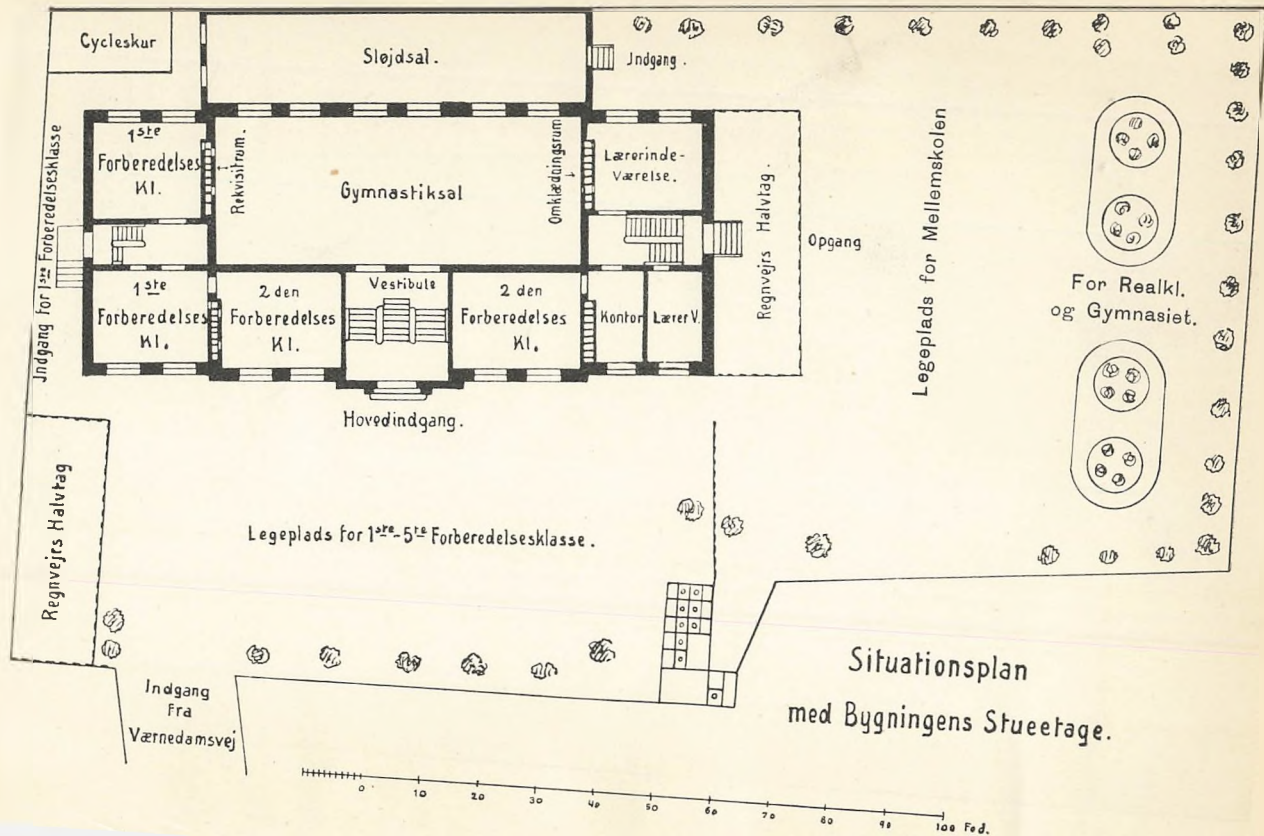 Cycleskur
Sløjdsal.
Indgang.
1ste
Forberedelses
Kl.
Rekvisitrum.
Gymnastiksal
Omklædningsrum
Lærerinde-
Værelse.
Regnvejrs Halvtag.
Opgang
Legeplads for Mellemskolen
For Realkl.
og Gymnasiet.
Indgang for 1ste Forberedelsesklasse
1ste
Forberedelses
Kl.
2den
Forberedelses
Kl.
Vestibule
2den
Forberedelses
Kl.
Kontor
Lærer V.
Hovedindgang.
Regnvejrs Halvtag
Legeplads for 1ste-5te Forberedelsesklasse.
Indgang
Fra
Værnedamsvej
Situationsplan
med Bygningens Stueetage.
0 10 20 30 40 50 60 70 80 90 100 Fod.